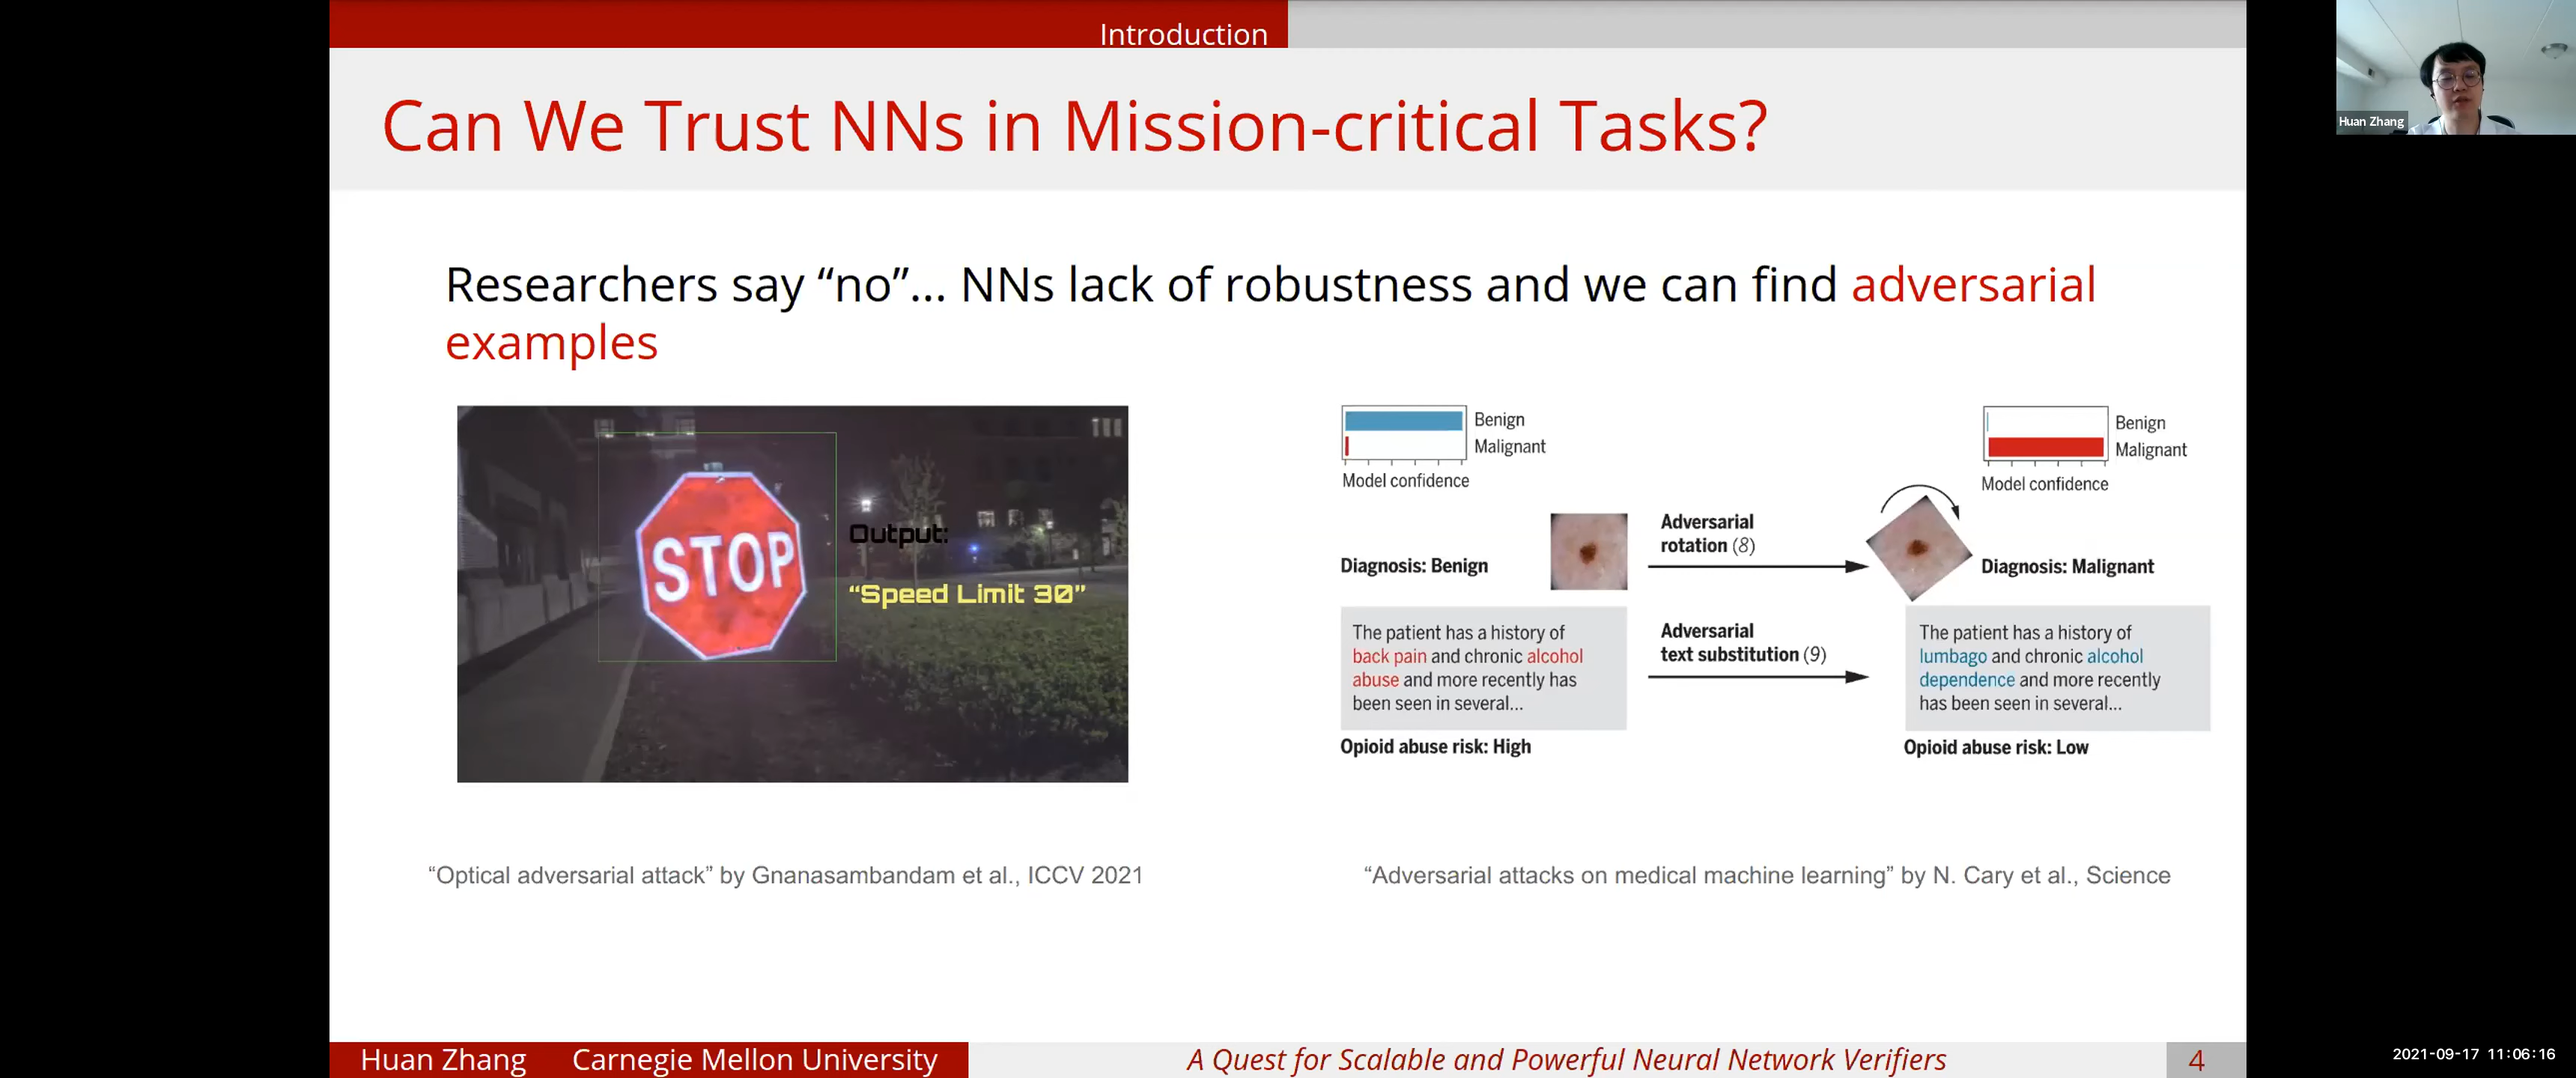 Introduction
Can We Trust NNs in Mission-critical Tasks?
Huan Zhang
Researchers say “no”... NNs lack of robustness and we can find adversarial
examples
STOP
Output:
“Speed Limit 30”
Benign
Malignant
Model confidence
Benign
Malignant
Model confidence
Diagnosis: Benign
Adversarial
rotation (8)
Diagnosis: Malignant
The patient has a history of
back pain and chronic alcohol
abuse and more recently has
been seen in several...
Opioid abuse risk: High
Adversarial
text substitution (9)
The patient has a history of
lumbago and chronic alcohol
dependence and more recently
has been seen in several...
Opioid abuse risk: Low
“Optical adversarial attack” by Gnanasambandam et al., ICCV 2021
“Adversarial attacks on medical machine learning” by N. Cary et al., Science
Huan Zhang Carnegie Mellon University
A Quest for Scalable and Powerful Neural Network Verifiers
4
2021-09-17 11:06:16